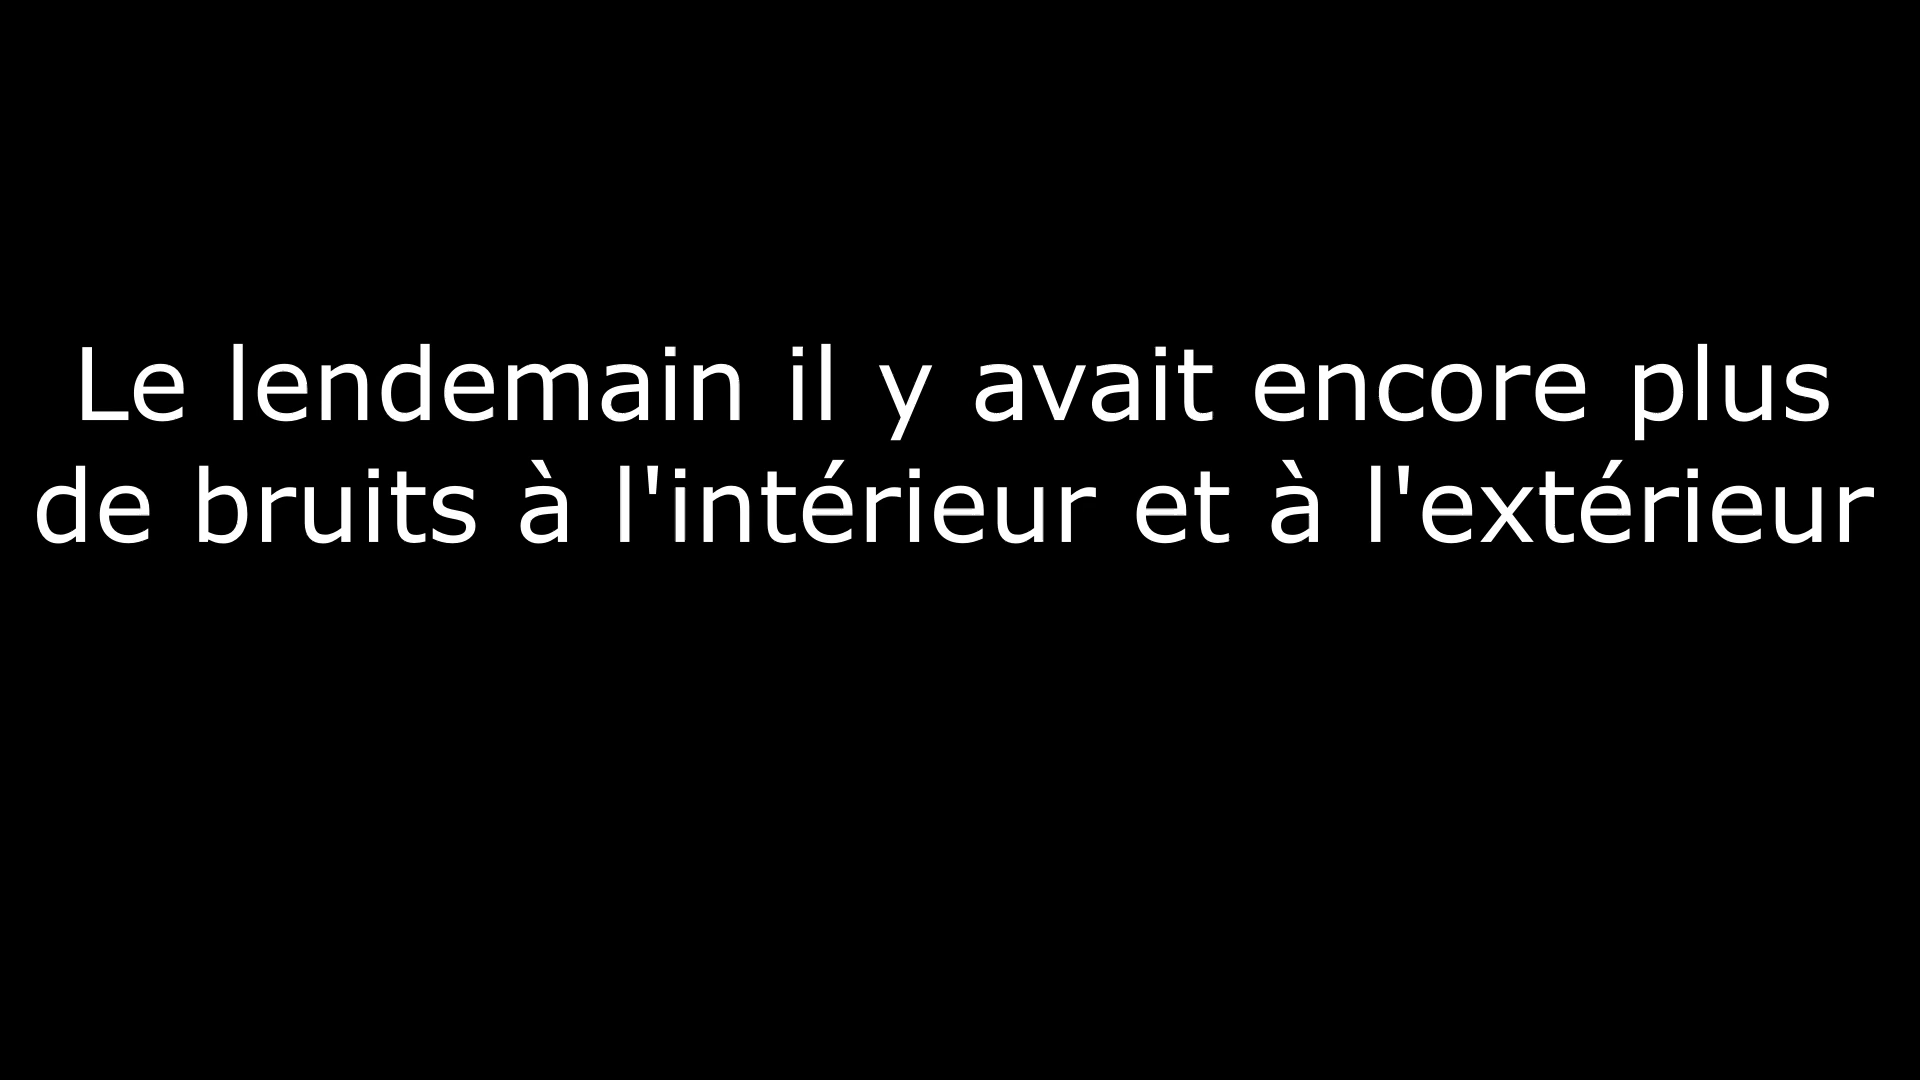 Le lendemain il y avait encore plus
de bruits à l'intérieur et à l'extérieur